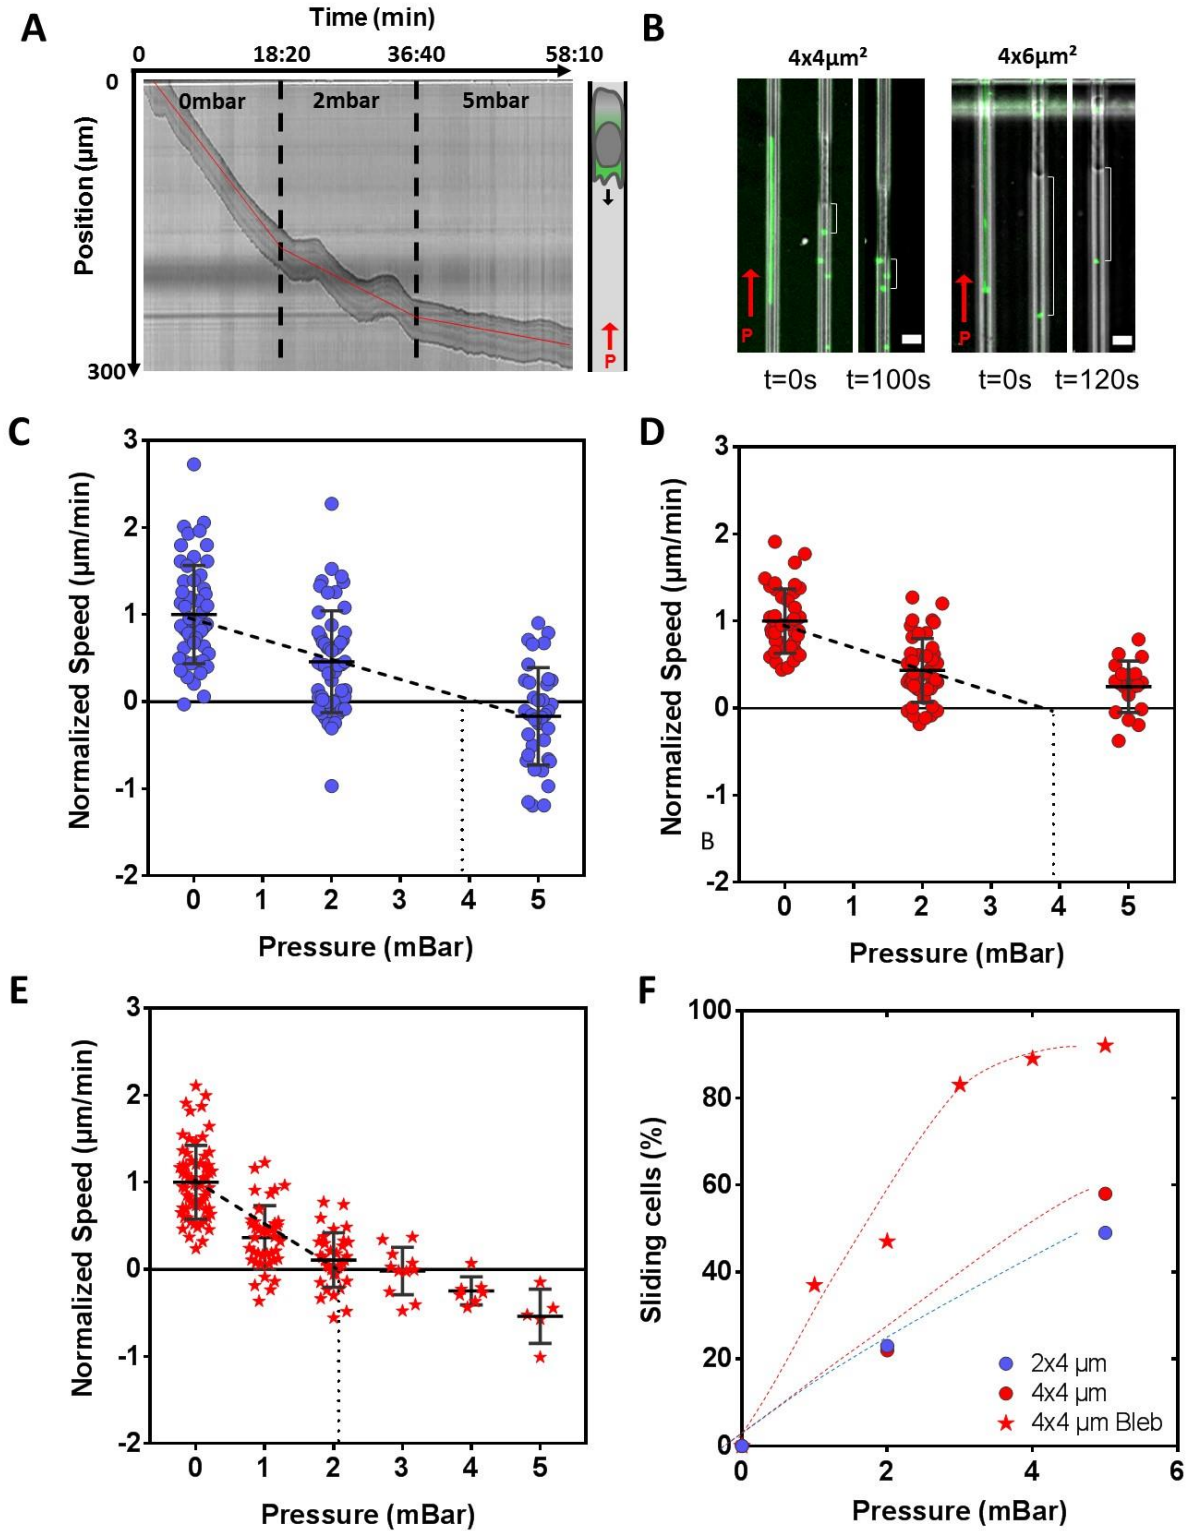 A
Time (min)
0 18:20 36:40 58:10
Position (µm)
0
300
0mbar 2mbar 5mbar
P
B
4x4µm² 4x6µm²
P P
t=0s t=100s t=0s t=120s
C
Normalized Speed (µm/min)
3
2
1
0
-1
-2
0 1 2 3 4 5
Pressure (mBar)
D
Normalized Speed (µm/min)
3
2
1
0
-1
B
-2
0 1 2 3 4 5
Pressure (mBar)
E
Normalized Speed (µm/min)
3
2
1
0
-1
-2
0 1 2 3 4 5
Pressure (mBar)
F
Sliding cells (%)
100
80
60
40
20
0
2x4 µm
4x4 µm
4x4 µm Bleb
0 2 4 6
Pressure (mBar)